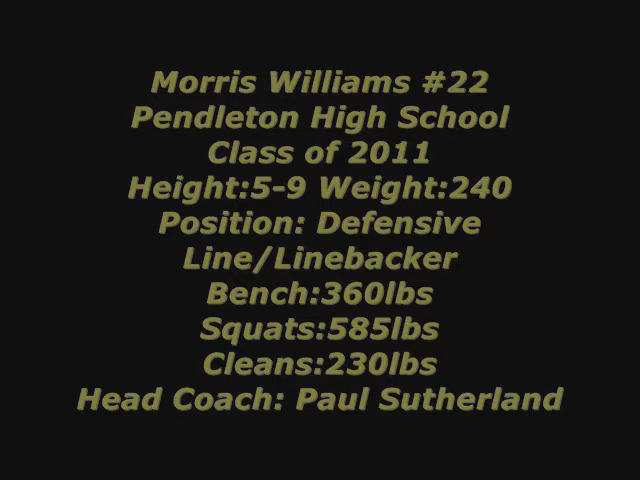 Morris Williams #22
Pendleton High School
Class of 2011
Height:5-9 Weight:240
Position: Defensive
Line/Linebacker
Bench:360lbs
Squats:585lbs
Cleans:230lbs
Head Coach: Paul Sutherland